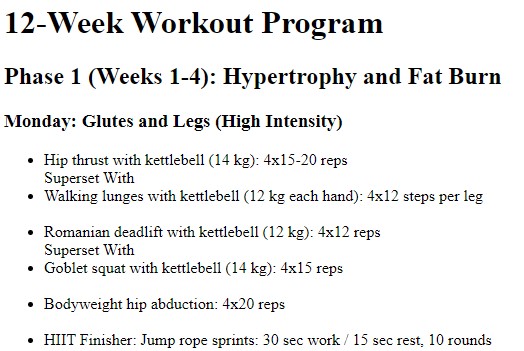 12-Week Workout Program
Phase 1 (Weeks 1-4): Hypertrophy and Fat Burn
Monday: Glutes and Legs (High Intensity)
• Hip thrust with kettlebell (14 kg): 4x15-20 reps
Superset With
• Walking lunges with kettlebell (12 kg each hand): 4x12 steps per leg
• Romanian deadlift with kettlebell (12 kg): 4x12 reps
Superset With
• Goblet squat with kettlebell (14 kg): 4x15 reps
• Bodyweight hip abduction: 4x20 reps
• HIIT Finisher: Jump rope sprints: 30 sec work / 15 sec rest, 10 rounds